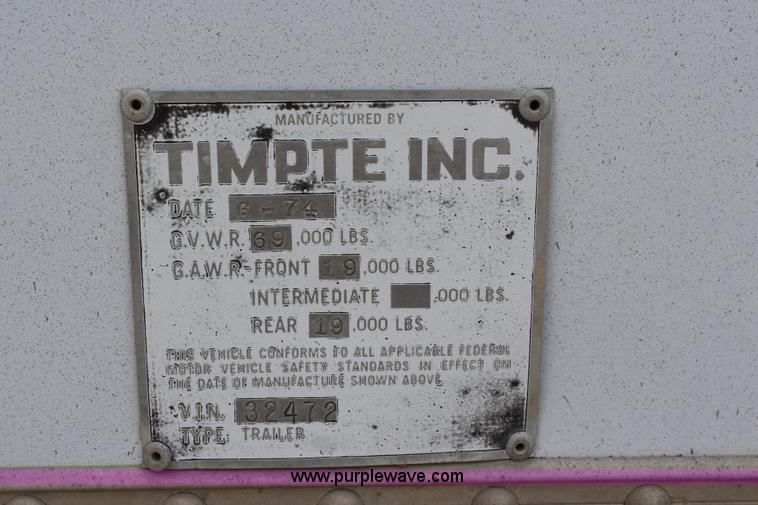 MANUFACTURED BY
TIMPTE INC.
DATE 6-74
G.V.W.R. 69,000 LBS.
G.A.W.R-FRONT 19,000 LBS.
INTERMEDIATE ,000 LBS.
REAR 19,000 LBS.
THIS VEHICLE CONFORMS TO ALL APPLICABLE FEDERAL
MOTOR VEHICLE SAFETY STANDARDS IN EFFECT ON
THE DATE OF MANUFACTURE SHOWN ABOVE
V.I.N. 32472
TYPE: TRAILER
www.purplewave.com